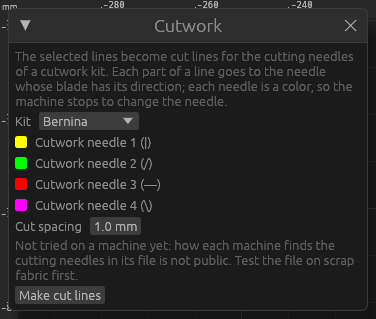 mm
-280
-260
-240
▼ Cutwork ×
The selected lines become cut lines for the cutting needles
of a cutwork kit. Each part of a line goes to the needle
whose blade has its direction; each needle is a color, so the
machine stops to change the needle.
Kit Bernina ▼
Cutwork needle 1 (|)
Cutwork needle 2 (/)
Cutwork needle 3 (—)
Cutwork needle 4 (\)
Cut spacing 1.0 mm
Not tried on a machine yet: how each machine finds the
cutting needles in its file is not public. Test the file on scrap
fabric first.
Make cut lines